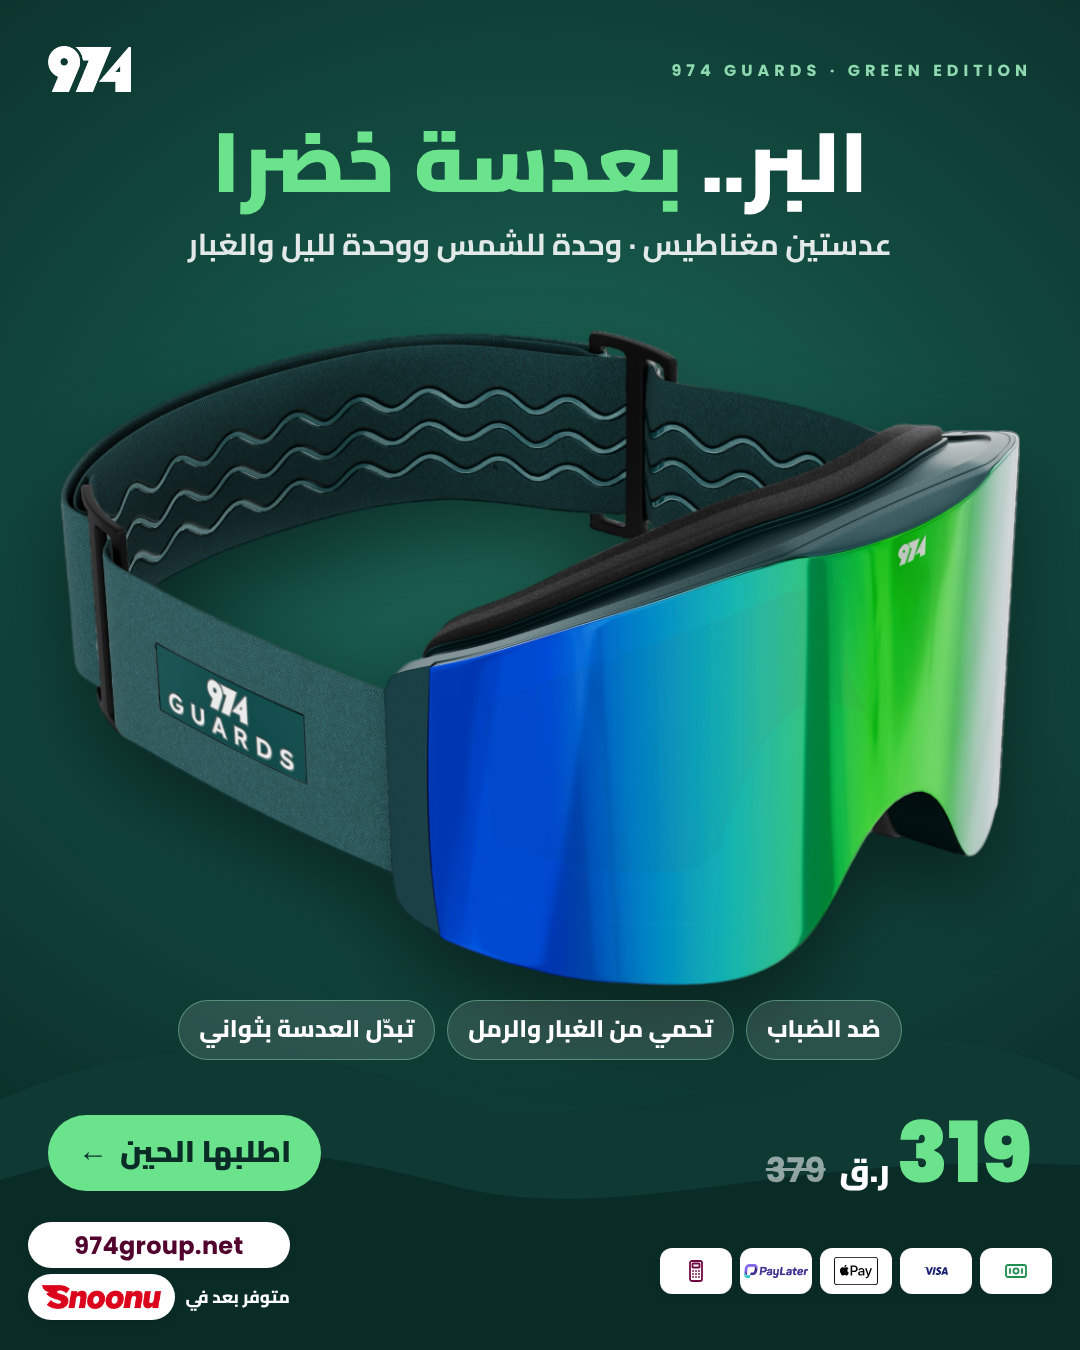 974
974 GUARDS · GREEN EDITION
البر.. بعدسة خضرا
عدستين مغناطيس · وحدة للشمس ووحدة لليل والغبار
974
974
GUARDS
ضد الضباب
تحمي من الغبار والرمل
تبدّل العدسة بثواني
319 ر.ق 379
اطلبها الحين ←
974group.net
متوفر بعد في Snoonu
PayLater
Pay
VISA